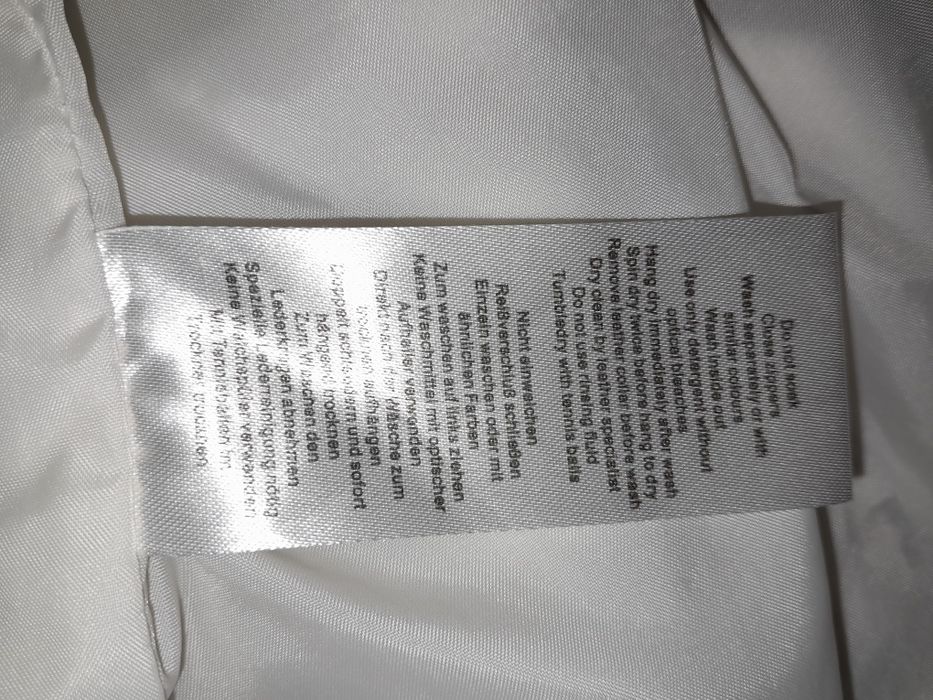 Do not work
Close zippers
Wash seperately or with
similar colours
Wash inside out
Use only detergent without
optical bleaches
Hang dry immediately after wash
Spin dry twice before hang to dry
Remove leather collar before wash
Dry clean by leather specialist
Do not use rinsing fluid
Tumbledry with tennis balls
Nicht einweichen
Reißverschluß schließen
Einzeln waschen oder mit
ähnlichen Farben
Zum waschen auf links ziehen
Keine Waschmittel mit optischer
Aufheller verwenden
Direkt nach der Wäsche zum
trocknen aufhängen
Doppelt schleudern und sofort
hängend trocknen
Zum Waschen den
Lederkragen abnehmen
Spezielle Lederreinigung nötig
Keine Weichspüler verwenden
Mit Tennisbällen im
Trockner trocknen